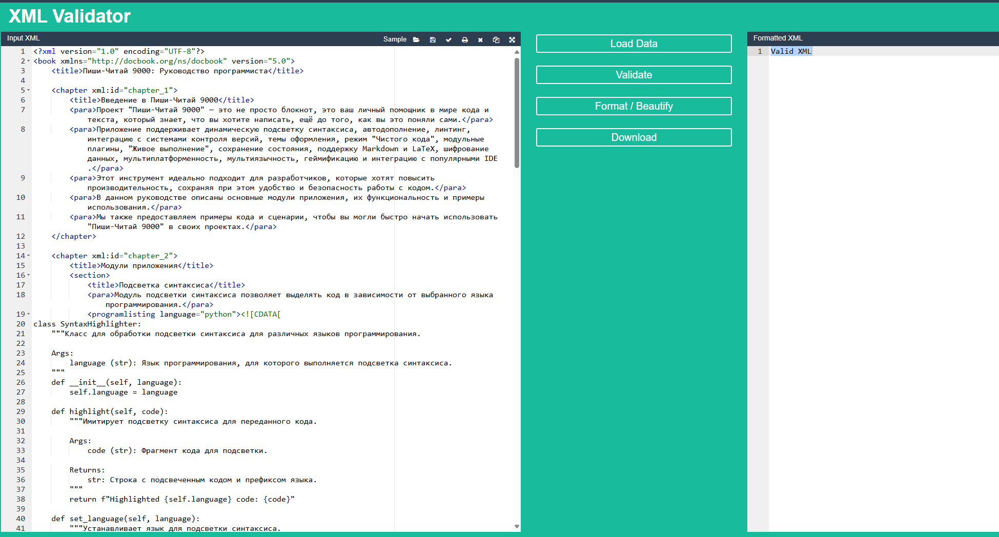 XML Validator
Input XML
Sample
1 <?xml version="1.0" encoding="UTF-8"?>
2 <book xmlns="http://docbook.org/ns/docbook" version="5.0">
3 <title>Пиши-Читай 9000: Руководство программиста</title>
4
5 <chapter xml:id="chapter_1">
6 <title>Введение в Пиши-Читай 9000</title>
7 <para>Проект "Пиши-Читай 9000" — это не просто блокнот, это ваш личный помощник в мире кода и
текста, который знает, что вы хотите написать, ещё до того, как вы это поняли сами.</para>
8 <para>Приложение поддерживает динамическую подсветку синтаксиса, автодополнение, линтинг,
интеграцию с системами контроля версий, темы оформления, режим "Чистого кода", модульные
плагины, "Живое выполнение", сохранение состояния, поддержку Markdown и LaTeX, шифрование
данных, мультиплатформенность, мультиязычность, геймификацию и интеграцию с популярными IDE
.</para>
9 <para>Этот инструмент идеально подходит для разработчиков, которые хотят повысить
производительность, сохраняя при этом удобство и безопасность работы с кодом.</para>
10 <para>В данном руководстве описаны основные модули приложения, их функциональность и примеры
использования.</para>
11 <para>Мы также предоставляем примеры кода и сценарии, чтобы вы могли быстро начать использовать
"Пиши-Читай 9000" в своих проектах.</para>
12 </chapter>
13
14 <chapter xml:id="chapter_2">
15 <title>Модули приложения</title>
16 <section>
17 <title>Подсветка синтаксиса</title>
18 <para>Модуль подсветки синтаксиса позволяет выделять код в зависимости от выбранного языка
программирования.</para>
19 <programlisting language="python"><![CDATA[
20 class SyntaxHighlighter:
21 """Класс для обработки подсветки синтаксиса для различных языков программирования.
22
23 Args:
24 language (str): Язык программирования, для которого выполняется подсветка синтаксиса.
25 """
26 def __init__(self, language):
27 self.language = language
28
29 def highlight(self, code):
30 """Имитирует подсветку синтаксиса для переданного кода.
31
32 Args:
33 code (str): Фрагмент кода для подсветки.
34
35 Returns:
36 str: Строка с подсвеченным кодом и префиксом языка.
37 """
38 return f"Highlighted {self.language} code: {code}"
39
40 def set_language(self, language):
41 """Устанавливает язык для подсветки синтаксиса.
Load Data
Validate
Format / Beautify
Download
Formatted XML
1 Valid XML